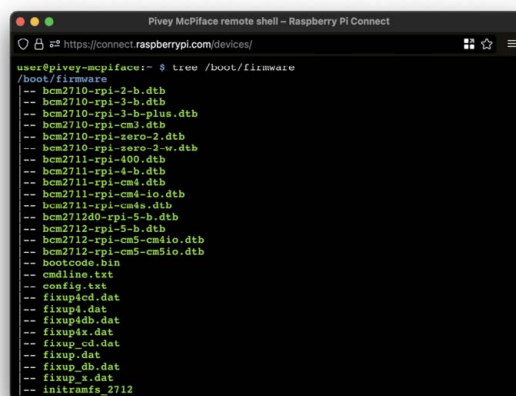 Pivey McPiface remote shell – Raspberry Pi Connect
https://connect.raspberrypi.com/devices/
user@pivey-mcpiface:~ $ tree /boot/firmware
/boot/firmware
|-- bcm2710-rpi-2-b.dtb
|-- bcm2710-rpi-3-b.dtb
|-- bcm2710-rpi-3-b-plus.dtb
|-- bcm2710-rpi-cm3.dtb
|-- bcm2710-rpi-zero-2.dtb
|-- bcm2710-rpi-zero-2-w.dtb
|-- bcm2711-rpi-400.dtb
|-- bcm2711-rpi-4-b.dtb
|-- bcm2711-rpi-cm4.dtb
|-- bcm2711-rpi-cm4-io.dtb
|-- bcm2711-rpi-cm4s.dtb
|-- bcm2712d0-rpi-5-b.dtb
|-- bcm2712-rpi-5-b.dtb
|-- bcm2712-rpi-cm5-cm4io.dtb
|-- bcm2712-rpi-cm5-cm5io.dtb
|-- bootcode.bin
|-- cmdline.txt
|-- config.txt
|-- fixup4cd.dat
|-- fixup4.dat
|-- fixup4db.dat
|-- fixup4x.dat
|-- fixup_cd.dat
|-- fixup.dat
|-- fixup_db.dat
|-- fixup_x.dat
|-- initramfs_2712